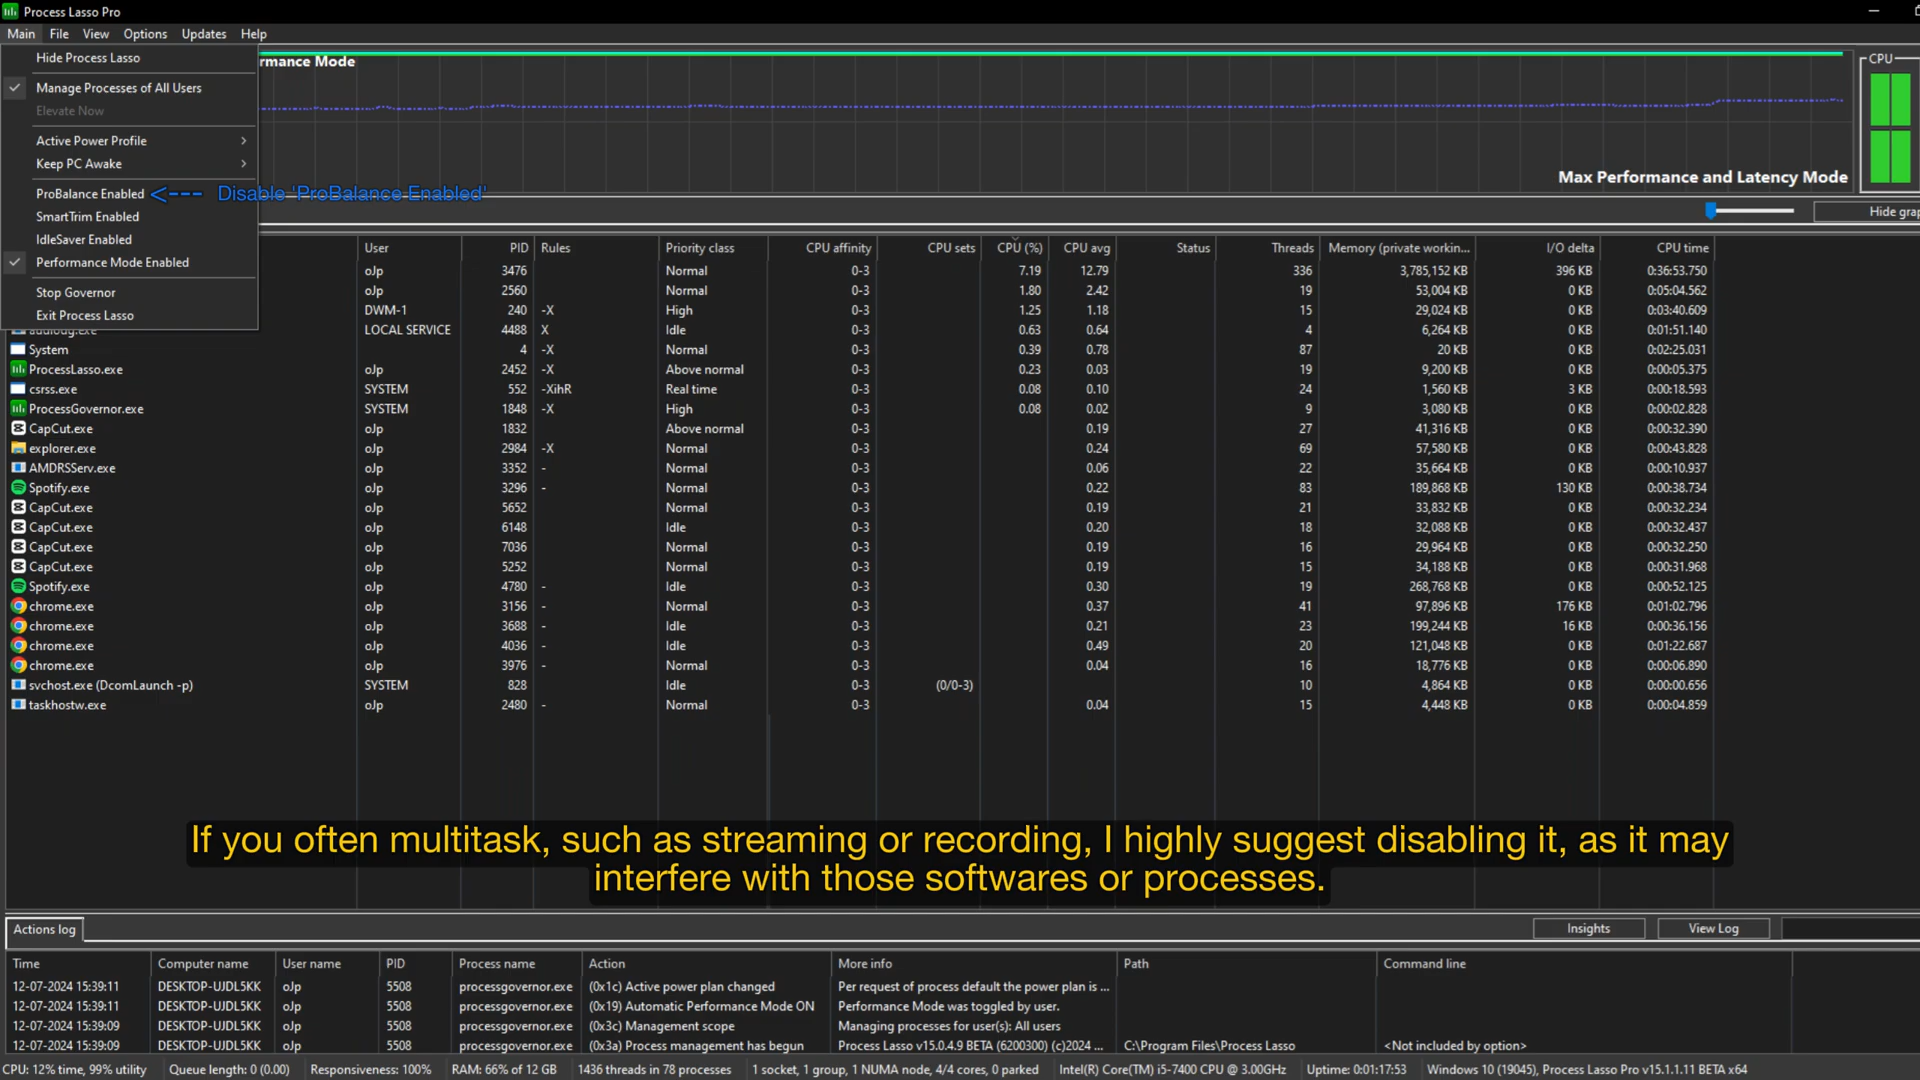 Process Lasso Pro
Main File View Options Updates Help
Hide Process Lasso
rmance Mode
CPU
Manage Processes of All Users
Elevate Now
Active Power Profile
Keep PC Awake
Max Performance and Latency Mode
ProBalance Enabled <--- Disable 'ProBalance Enabled'
SmartTrim Enabled
Hide grap
IdleSaver Enabled
Performance Mode Enabled
Stop Governor
Exit Process Lasso
User PID Rules Priority class CPU affinity CPU sets CPU (%) CPU avg Status Threads Memory (private workin... I/O delta CPU time
oJp 3476 Normal 0-3 7.19 12.79 336 3,785,152 KB 396 KB 0:36:53.750
oJp 2560 Normal 0-3 1.80 2.42 19 53,004 KB 0 KB 0:05:04.562
DWM-1 240 -X High 0-3 1.25 1.18 15 29,024 KB 0 KB 0:03:40.609
audiodg.exe LOCAL SERVICE 4488 X Idle 0-3 0.63 0.64 4 6,264 KB 0 KB 0:01:51.140
System 4 -X Normal 0-3 0.39 0.78 87 20 KB 0 KB 0:02:25.031
ProcessLasso.exe oJp 2452 -X Above normal 0-3 0.23 0.03 19 9,200 KB 0 KB 0:00:05.375
csrss.exe SYSTEM 552 -XihR Real time 0-3 0.08 0.10 24 1,560 KB 3 KB 0:00:18.593
ProcessGovernor.exe SYSTEM 1848 -X High 0-3 0.08 0.02 9 3,080 KB 0 KB 0:00:02.828
CapCut.exe oJp 1832 Above normal 0-3 0.19 27 41,316 KB 0 KB 0:00:32.390
explorer.exe oJp 2984 -X Normal 0-3 0.24 69 57,580 KB 0 KB 0:00:43.828
AMDRSServ.exe oJp 3352 - Normal 0-3 0.06 22 35,664 KB 0 KB 0:00:10.937
Spotify.exe oJp 3296 - Normal 0-3 0.22 83 189,868 KB 130 KB 0:00:38.734
CapCut.exe oJp 5652 Normal 0-3 0.19 21 33,832 KB 0 KB 0:00:32.234
CapCut.exe oJp 6148 Idle 0-3 0.20 18 32,088 KB 0 KB 0:00:32.437
CapCut.exe oJp 7036 Normal 0-3 0.19 16 29,964 KB 0 KB 0:00:32.250
CapCut.exe oJp 5252 Normal 0-3 0.19 15 34,188 KB 0 KB 0:00:31.968
Spotify.exe oJp 4780 - Idle 0-3 0.30 19 268,768 KB 0 KB 0:00:52.125
chrome.exe oJp 3156 - Normal 0-3 0.37 41 97,896 KB 176 KB 0:01:02.796
chrome.exe oJp 3688 - Idle 0-3 0.21 23 199,244 KB 16 KB 0:00:36.156
chrome.exe oJp 4036 - Idle 0-3 0.49 20 121,048 KB 0 KB 0:01:22.687
chrome.exe oJp 3976 - Normal 0-3 0.04 16 18,776 KB 0 KB 0:00:06.890
svchost.exe (DcomLaunch -p) SYSTEM 828 Idle 0-3 (0/0-3) 10 4,864 KB 0 KB 0:00:00.656
taskhostw.exe oJp 2480 - Normal 0-3 0.04 15 4,448 KB 0 KB 0:00:04.859
If you often multitask, such as streaming or recording, I highly suggest disabling it, as it may
interfere with those softwares or processes.
Actions log Insights View Log
Time Computer name User name PID Process name Action More info Path Command line
12-07-2024 15:39:11 DESKTOP-UJDL5KK oJp 5508 processgovernor.exe (0x1c) Active power plan changed Per request of process default the power plan is ...
12-07-2024 15:39:11 DESKTOP-UJDL5KK oJp 5508 processgovernor.exe (0x19) Automatic Performance Mode ON Performance Mode was toggled by user.
12-07-2024 15:39:09 DESKTOP-UJDL5KK oJp 5508 processgovernor.exe (0x3c) Management scope Managing processes for user(s): All users
12-07-2024 15:39:09 DESKTOP-UJDL5KK oJp 5508 processgovernor.exe (0x3a) Process management has begun Process Lasso v15.0.4.9 BETA (6200300) (c)2024 ... C:\Program Files\Process Lasso <Not included by option>
CPU: 12% time, 99% utility Queue length: 0 (0.00) Responsiveness: 100% RAM: 66% of 12 GB 1436 threads in 78 processes 1 socket, 1 group, 1 NUMA node, 4/4 cores, 0 parked Intel(R) Core(TM) i5-7400 CPU @ 3.00GHz Uptime: 0:01:17:53 Windows 10 (19045), Process Lasso Pro v15.1.1.11 BETA x64